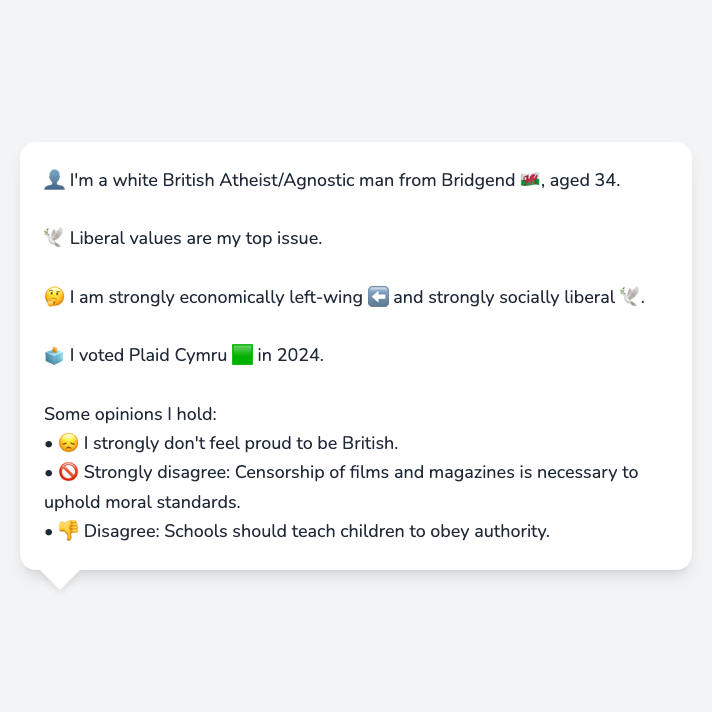 👤 I'm a white British Atheist/Agnostic man from Bridgend 🏴󠁧󠁢󠁷󠁬󠁳󠁿, aged 34.
🕊️ Liberal values are my top issue.
🤔 I am strongly economically left-wing ⬅️ and strongly socially liberal 🕊️.
🗳️ I voted Plaid Cymru 🟩 in 2024.
Some opinions I hold:
• 😞 I strongly don't feel proud to be British.
• 🚫 Strongly disagree: Censorship of films and magazines is necessary to
uphold moral standards.
• 👎 Disagree: Schools should teach children to obey authority.